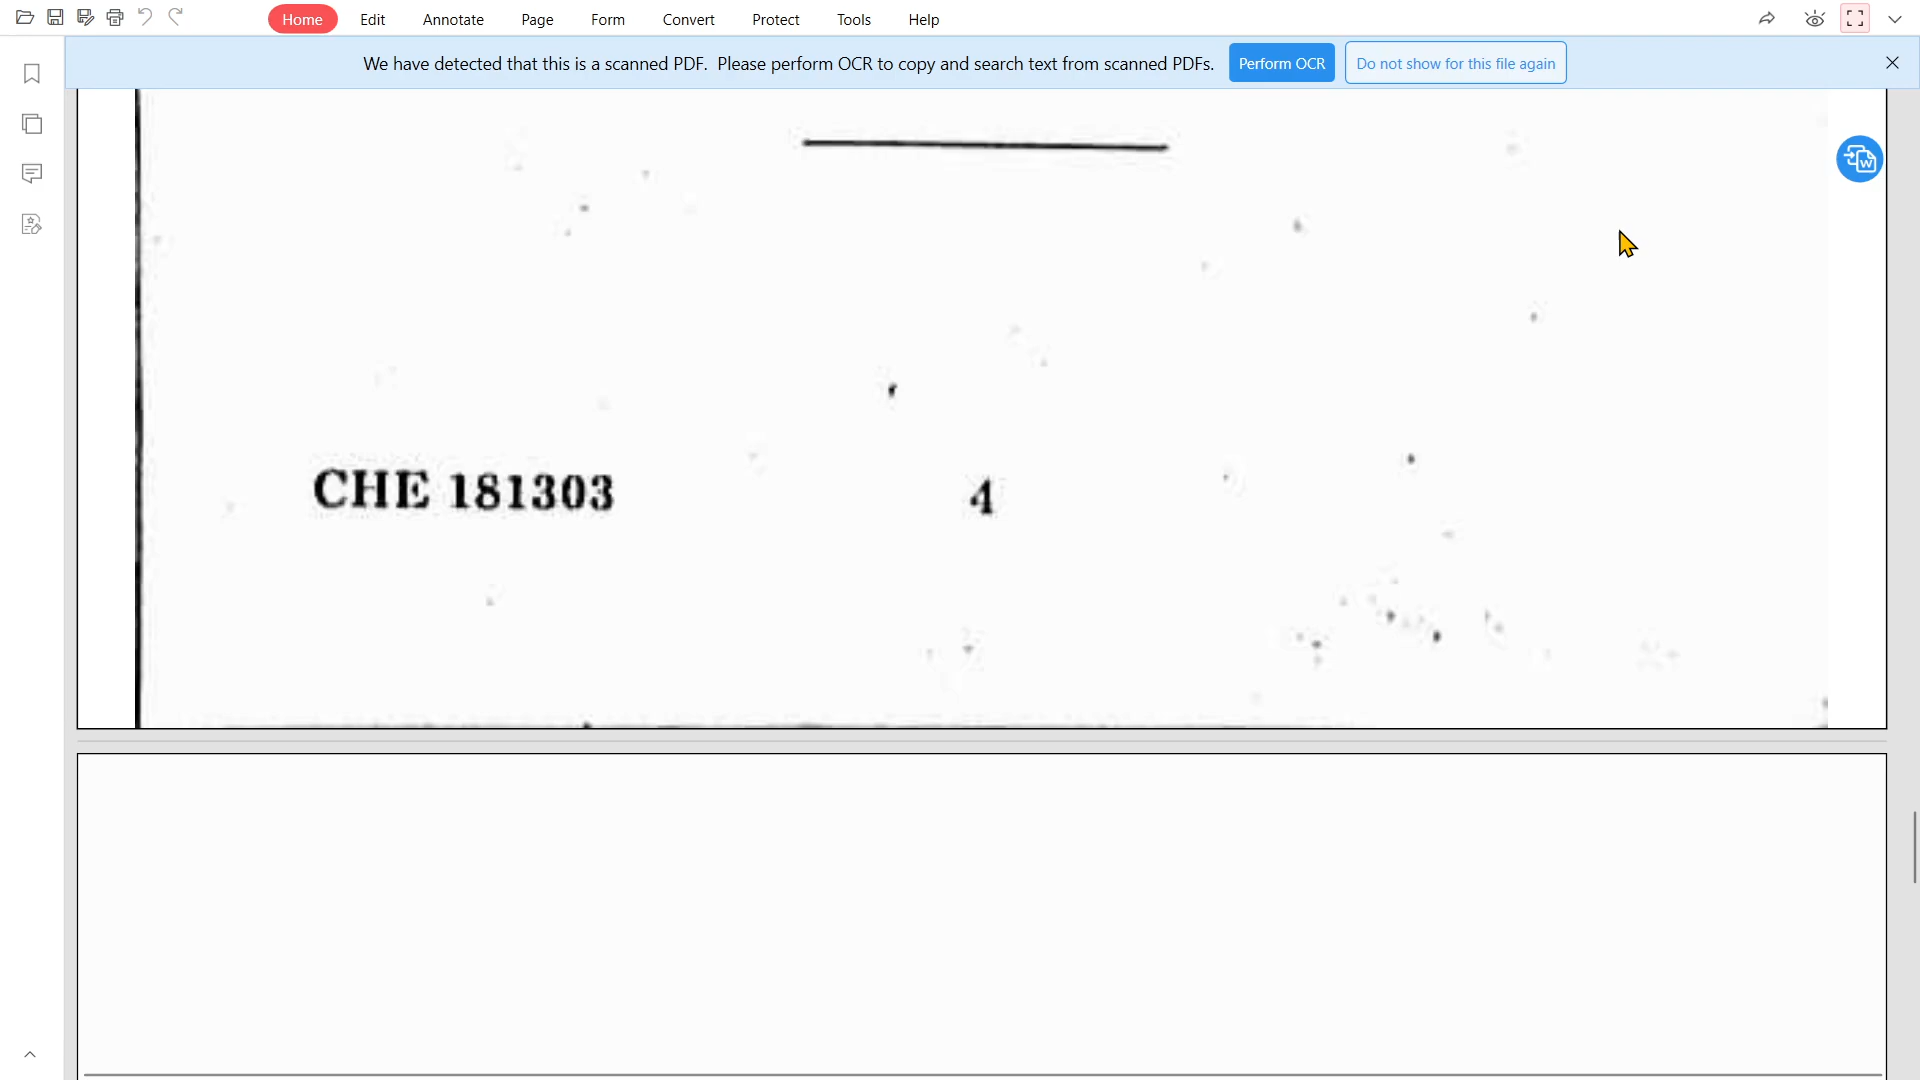 Home Edit Annotate Page Form Convert Protect Tools Help
We have detected that this is a scanned PDF. Please perform OCR to copy and search text from scanned PDFs. Perform OCR Do not show for this file again
W
CHE 181303 4